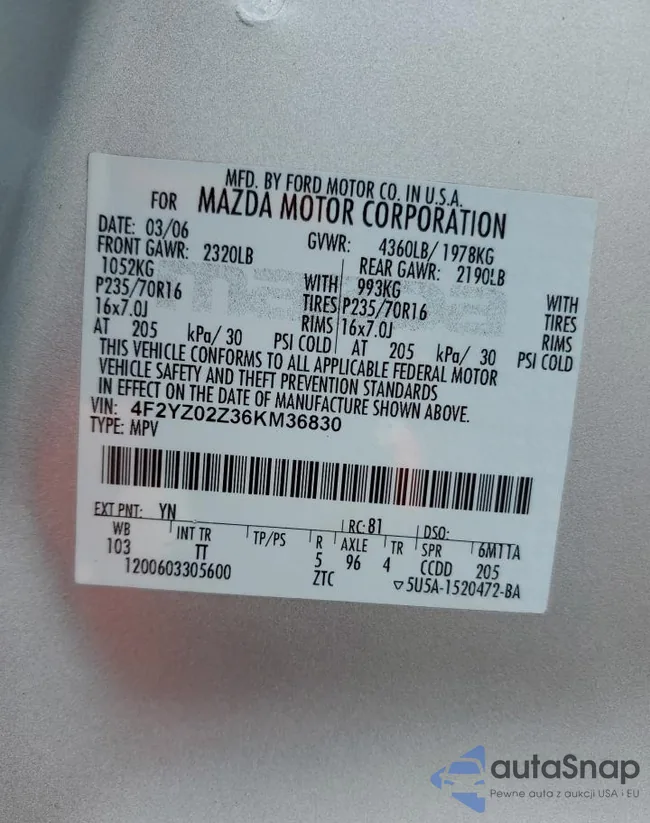 MFD. BY FORD MOTOR CO. IN U.S.A.
FOR MAZDA MOTOR CORPORATION
DATE: 03/06 GVWR: 4360LB/ 1978KG
FRONT GAWR: 2320LB REAR GAWR: 2190LB
1052KG WITH 993KG WITH
P235/70R16 TIRES P235/70R16 TIRES
16x7.0J RIMS 16x7.0J RIMS
AT 205 kPa/ 30 PSI COLD AT 205 kPa/ 30 PSI COLD
THIS VEHICLE CONFORMS TO ALL APPLICABLE FEDERAL MOTOR
VEHICLE SAFETY AND THEFT PREVENTION STANDARDS
IN EFFECT ON THE DATE OF MANUFACTURE SHOWN ABOVE.
VIN: 4F2YZ02Z36KM36830
TYPE: MPV
EXT PNT: YN RC: 81 DSO:
WB INT TR TP/PS R AXLE TR SPR 6M11A
103 TT 5 96 4 CCDD 205
1200603305600 ZTC 5U5A-1520472-BA
autaSnap
Pewne auta z aukcji USA i EU